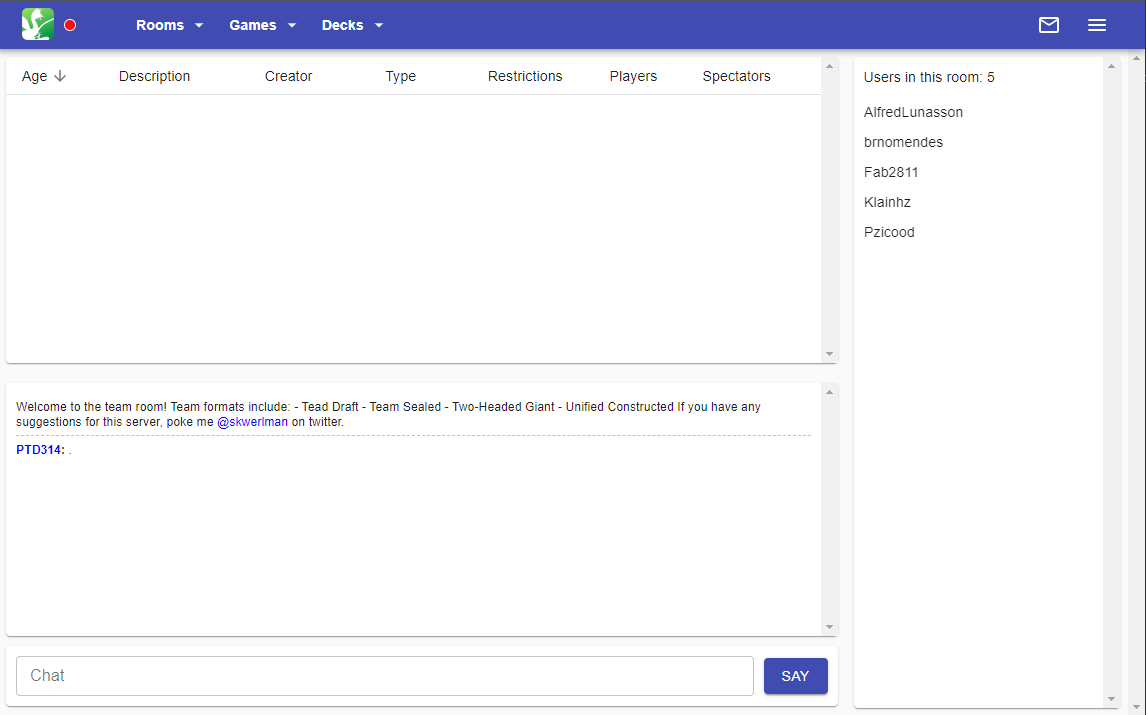 Rooms Games Decks
Age Description Creator Type Restrictions Players Spectators
Users in this room: 5
AlfredLunasson
brnomendes
Fab2811
Klainhz
Pzicood
Welcome to the team room! Team formats include: - Tead Draft - Team Sealed - Two-Headed Giant - Unified Constructed If you have any
suggestions for this server, poke me @skwerlman on twitter.
PTD314: .
Chat SAY